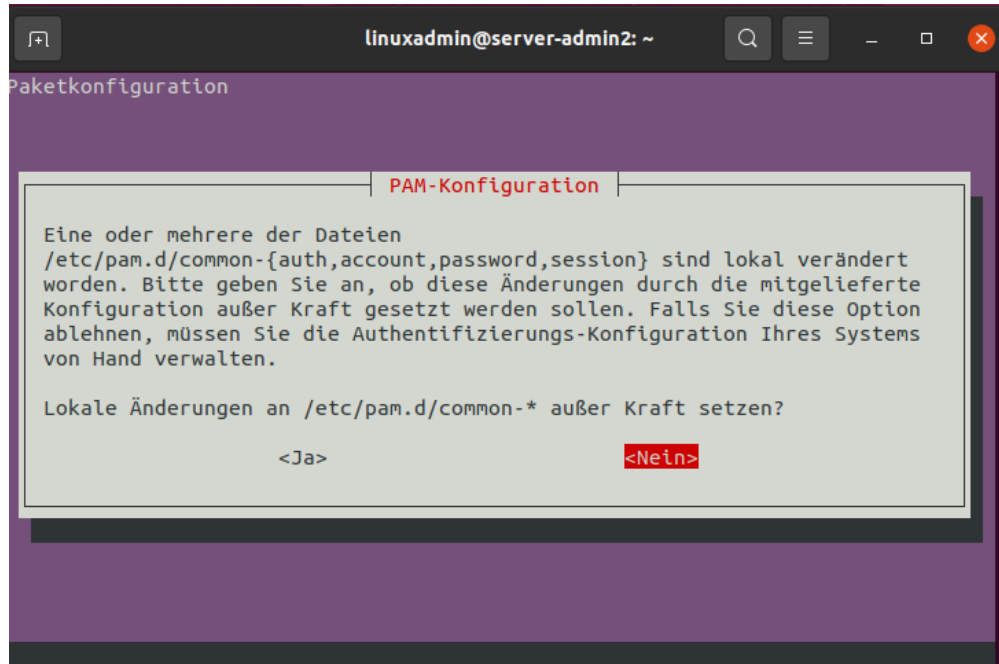 linuxadmin@server-admin2: ~
Paketkonfiguration
PAM-Konfiguration
Eine oder mehrere der Dateien
/etc/pam.d/common-{auth,account,password,session} sind lokal verändert
worden. Bitte geben Sie an, ob diese Änderungen durch die mitgelieferte
Konfiguration außer Kraft gesetzt werden sollen. Falls Sie diese Option
ablehnen, müssen Sie die Authentifizierungs-Konfiguration Ihres Systems
von Hand verwalten.
Lokale Änderungen an /etc/pam.d/common-* außer Kraft setzen?
<Ja> <Nein>